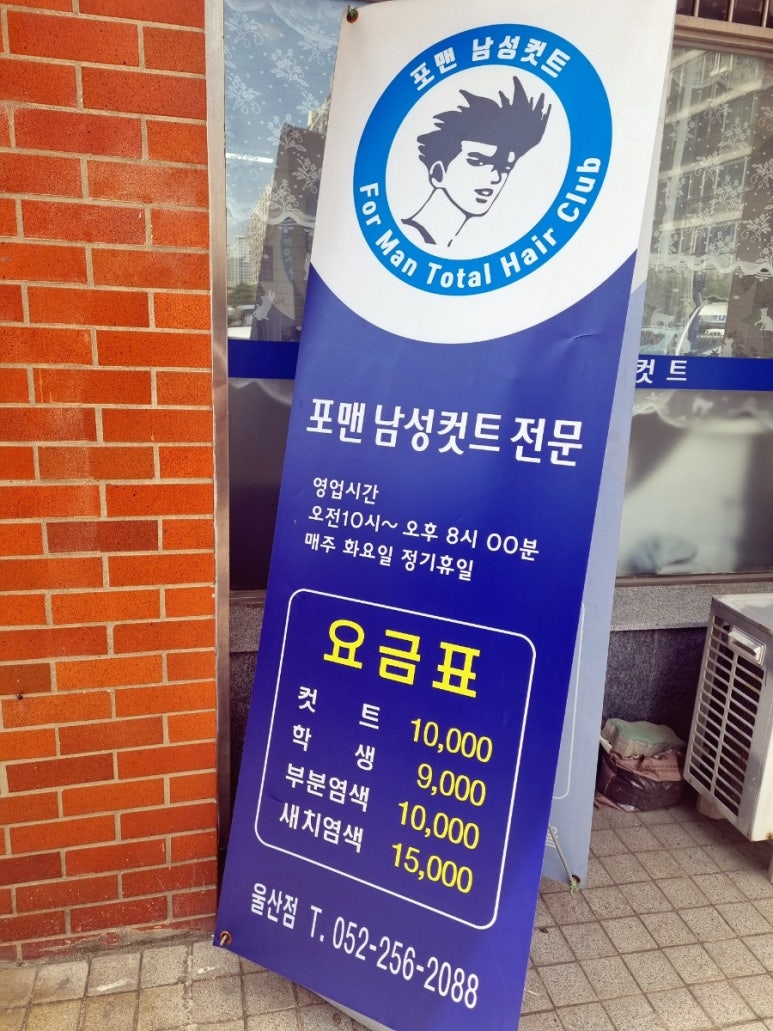 포맨 남성컷트
For Man Total Hair Club
컷트
포맨 남성컷트 전문
영업시간
오전10시~ 오후 8시 00분
매주 화요일 정기휴일
요금표
컷 트 10,000
학 생 9,000
부분염색 10,000
새치염색 15,000
울산점 T. 052-256-2088